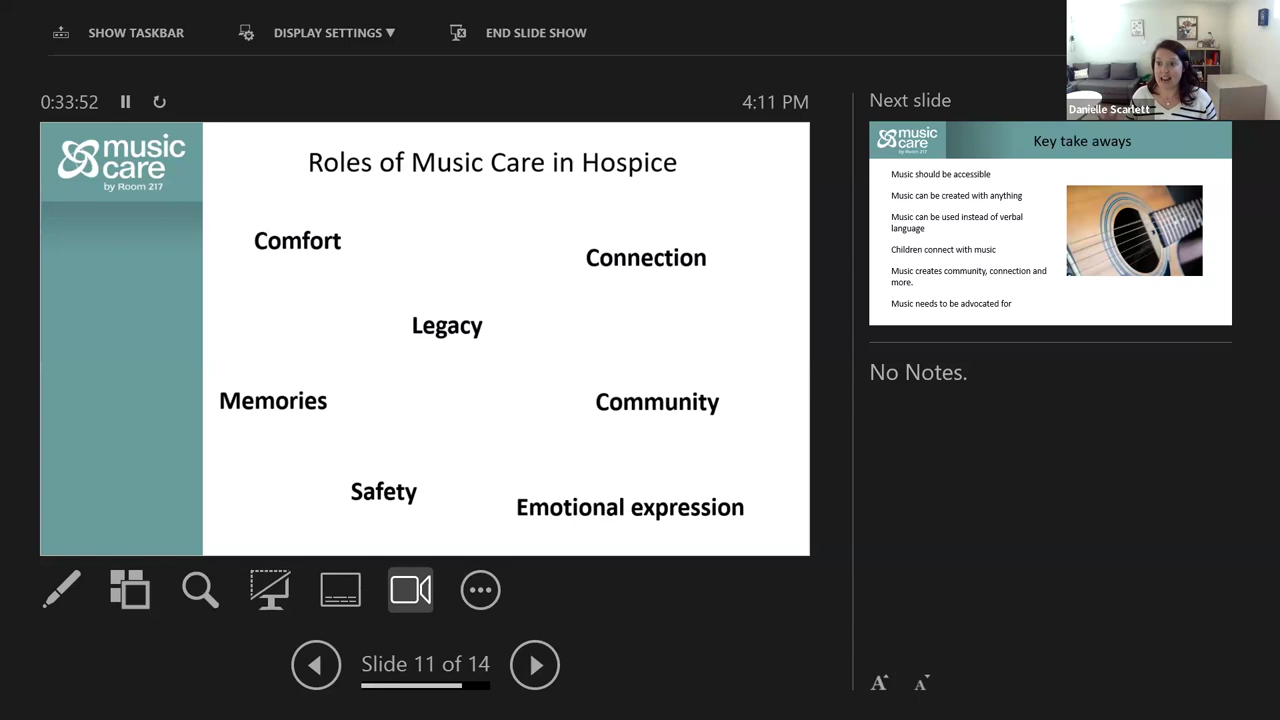 SHOW TASKBAR
DISPLAY SETTINGS ▼
END SLIDE SHOW
0:33:52
4:11 PM
music
care
by Room 217
Roles of Music Care in Hospice
Comfort
Connection
Legacy
Memories
Community
Safety
Emotional expression
Slide 11 of 14
Danielle Scarlett
Next slide
music
care
by Room 217
Key take aways
Music should be accessible
Music can be created with anything
Music can be used instead of verbal
language
Children connect with music
Music creates community, connection and
more.
Music needs to be advocated for
No Notes.
A
A